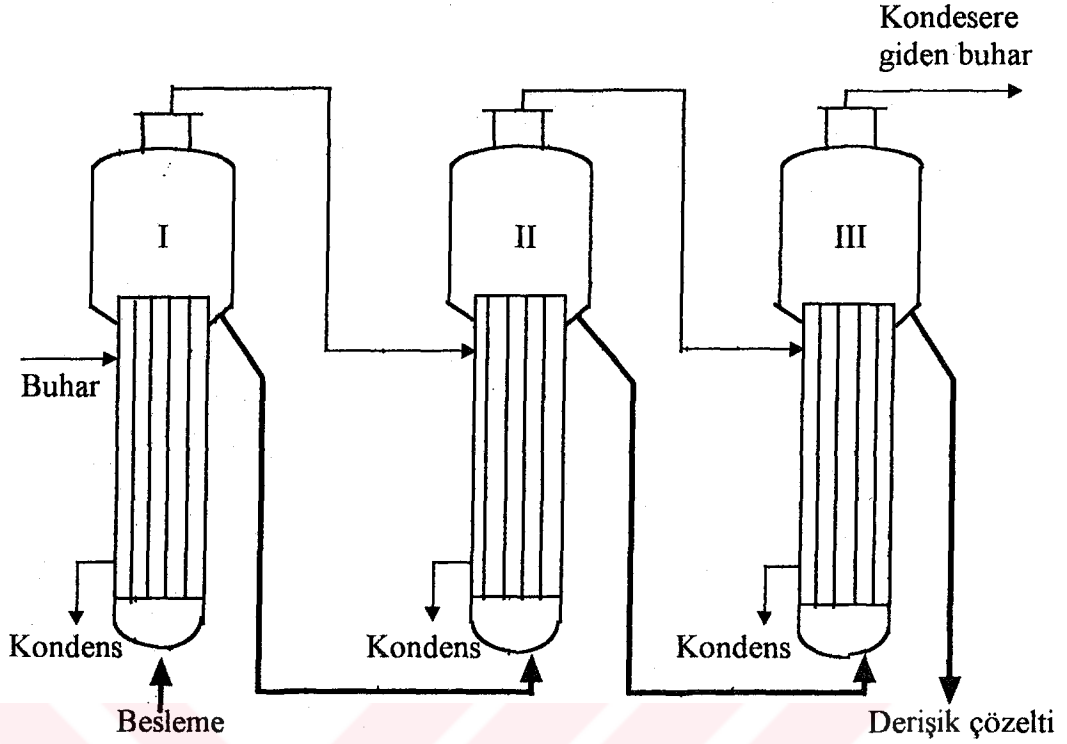 Kondesere
giden buhar
I
II
III
Buhar
Kondens
Kondens
Kondens
Besleme
Derişik çözelti